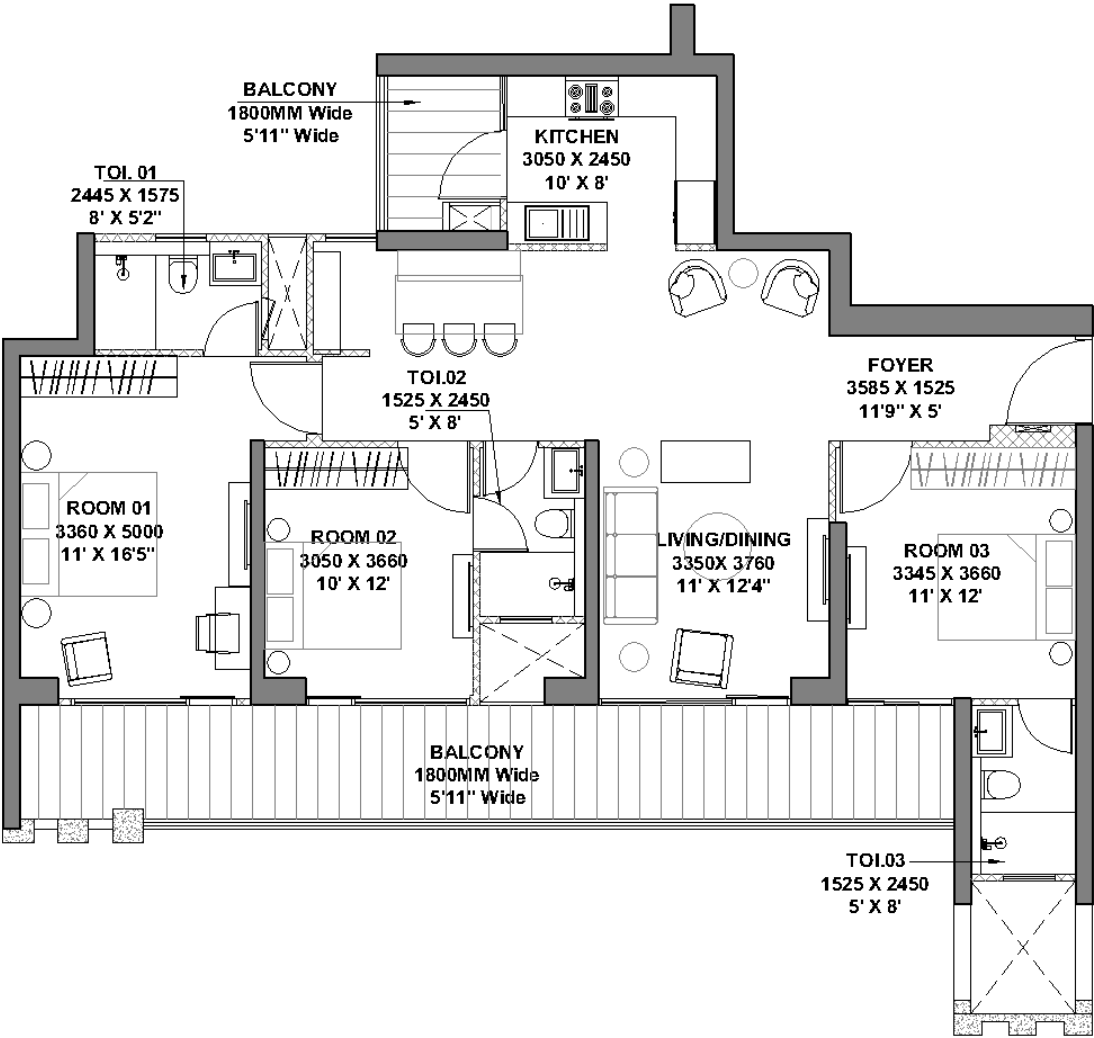 BALCONY
1800MM Wide
5'11" Wide
KITCHEN
3050 X 2450
10' X 8'
TOI. 01
2445 X 1575
8' X 5'2"
TOI.02
1525 X 2450
5' X 8'
FOYER
3585 X 1525
11'9" X 5'
ROOM 01
3360 X 5000
11' X 16'5"
ROOM 02
3050 X 3660
10' X 12'
LIVING/DINING
3350X 3760
11' X 12'4"
ROOM 03
3345 X 3660
11' X 12'
BALCONY
1800MM Wide
5'11" Wide
TOI.03
1525 X 2450
5' X 8'